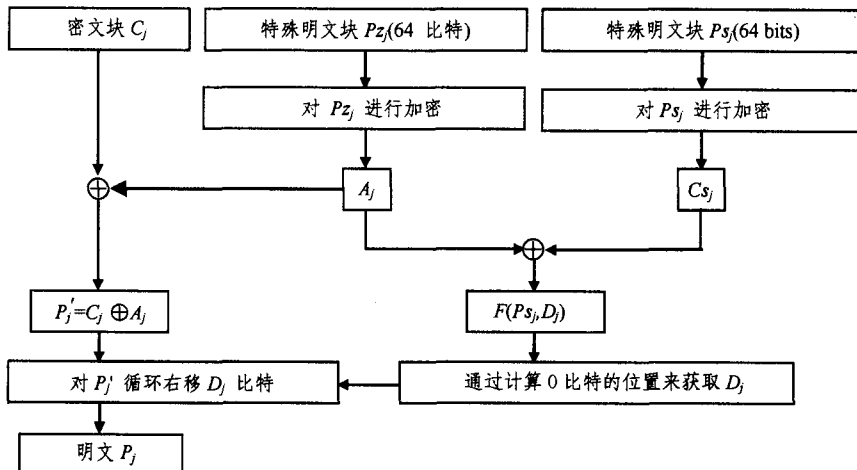 密文块 Cj
特殊明文块 Pzj(64 比特)
特殊明文块 Psj(64 bits)
对 Pzj 进行加密
对 Psj 进行加密
⊕
Aj
Csj
⊕
Pj'=Cj ⊕Aj
F(Psj,Dj)
对 Pj' 循环右移 Dj 比特
通过计算 0 比特的位置来获取 Dj
明文 Pj